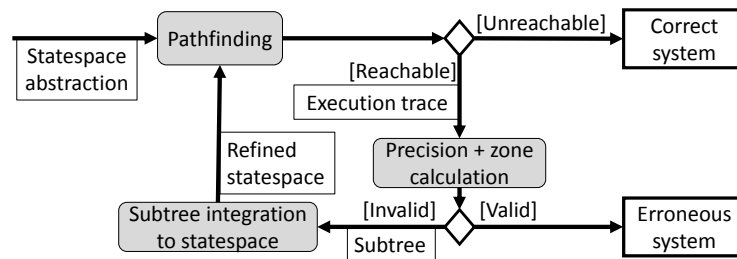 Statespace
abstraction
Pathfinding
[Unreachable]
Correct
system
[Reachable]
Execution trace
Precision + zone
calculation
Refined
statespace
Subtree integration
to statespace
[Invalid]
Subtree
[Valid]
Erroneous
system